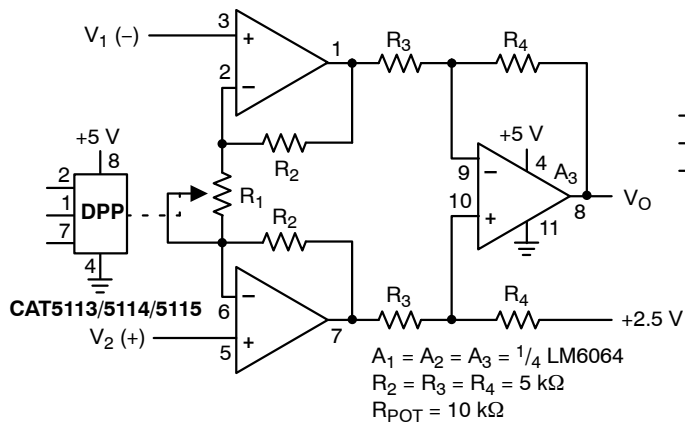 V₁ (–)
3
+
1
2
–
R₃
R₄
+5 V
8
R₂
2
1
7
DPP
R₁
+5 V
4
A₃
9
–
10
+
8
11
V_O
4
R₂
CAT5113/5114/5115
6
–
7
R₃
R₄
+2.5 V
V₂ (+)
5
+
A₁ = A₂ = A₃ = ¹/₄ LM6064
R₂ = R₃ = R₄ = 5 kΩ
R_POT = 10 kΩ